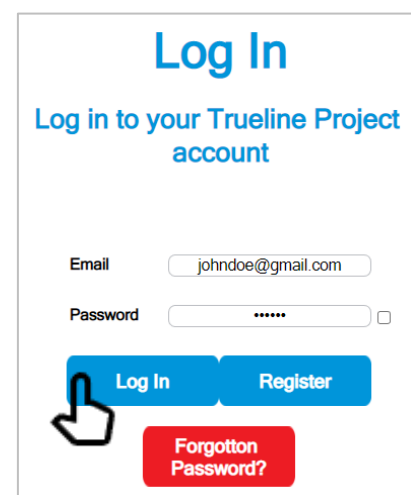 Log In
Log in to your Trueline Project
account
Email johndoe@gmail.com
Password ••••••
Log In Register
Forgotton
Password?